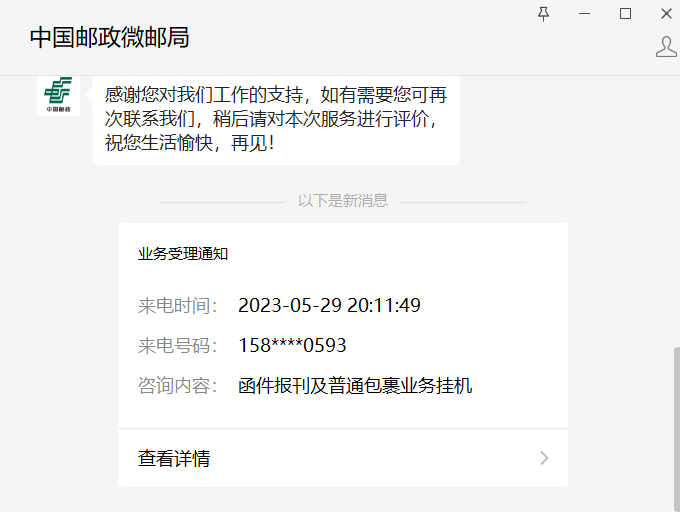 中国邮政微邮局
中国邮政
感谢您对我们工作的支持，如有需要您可再
次联系我们，稍后请对本次服务进行评价，
祝您生活愉快，再见！
以下是新消息
业务受理通知
来电时间： 2023-05-29 20:11:49
来电号码： 158****0593
咨询内容： 函件报刊及普通包裹业务挂机
查看详情